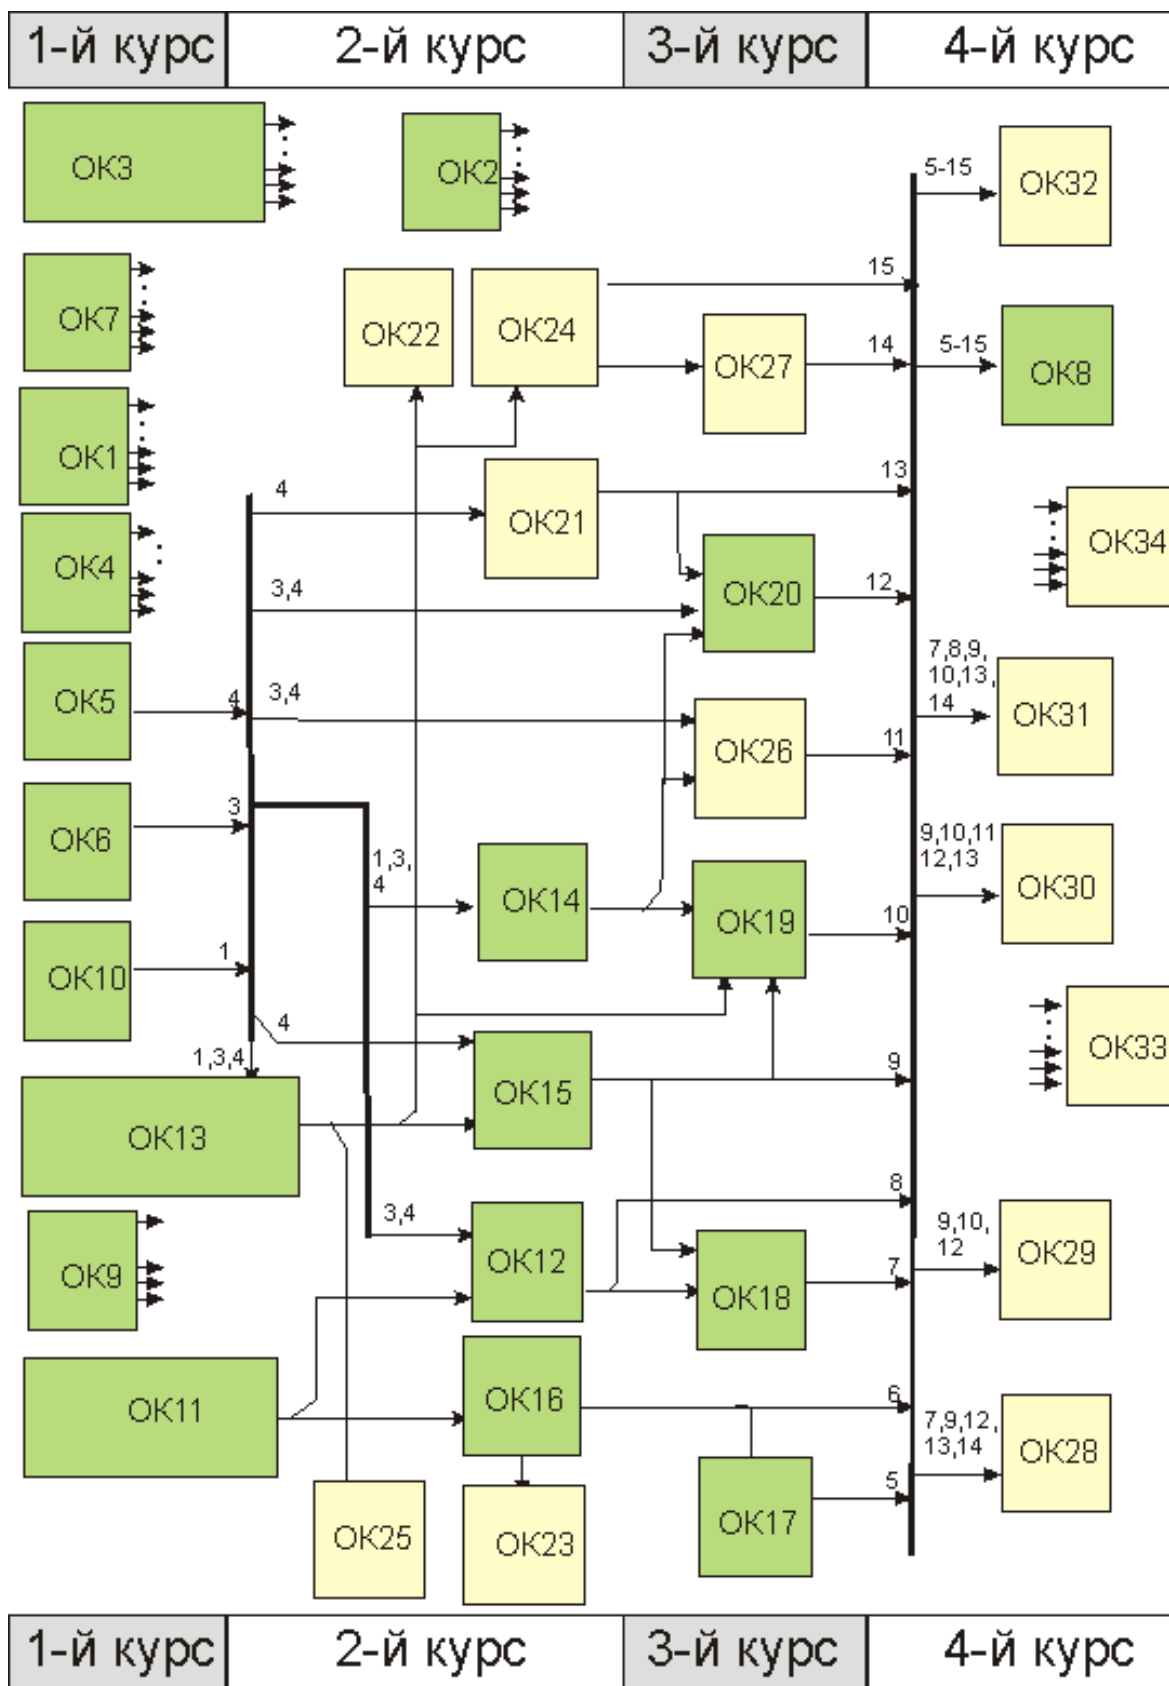 1-й курс
2-й курс
3-й курс
4-й курс
ОК3
ОК2
5-15
ОК32
ОК7
ОК22
ОК24
15
ОК27
14
5-15
ОК8
ОК1
4
ОК21
13
ОК34
ОК4
3,4
ОК20
12
ОК5
4
3,4
ОК26
11
7,8,9,
10,13,
14
ОК31
ОК6
3
1,3,
4
ОК14
ОК19
10
9,10,11
12,13
ОК30
ОК10
1
4
1,3,4
ОК15
9
ОК33
ОК13
ОК9
3,4
ОК12
8
ОК18
7
9,10,
12
ОК29
ОК11
ОК16
6
7,9,12,
13,14
ОК28
ОК25
ОК23
ОК17
5
1-й курс
2-й курс
3-й курс
4-й курс